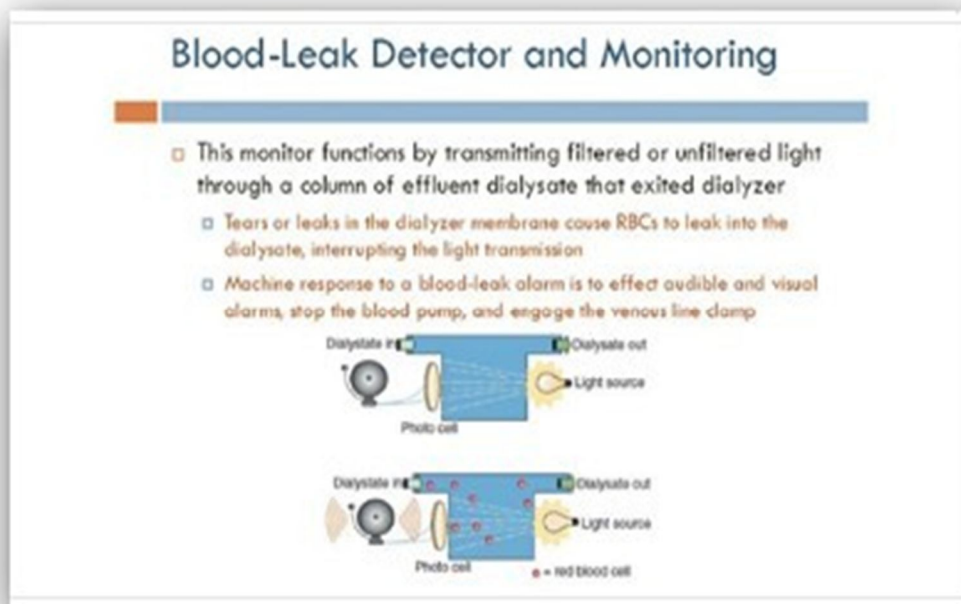 Blood-Leak Detector and Monitoring
This monitor functions by transmitting filtered or unfiltered light
through a column of effluent dialysate that exited dialyzer
Tears or leaks in the dialyzer membrane cause RBCs to leak into the
dialysate, interrupting the light transmission
Machine response to a blood-leak alarm is to effect audible and visual
alarms, stop the blood pump, and engage the venous line clamp
Dialystate in
Dialysate out
Light source
Photo cell
Dialystate in
Dialysate out
Light source
Photo cell
= red blood cell